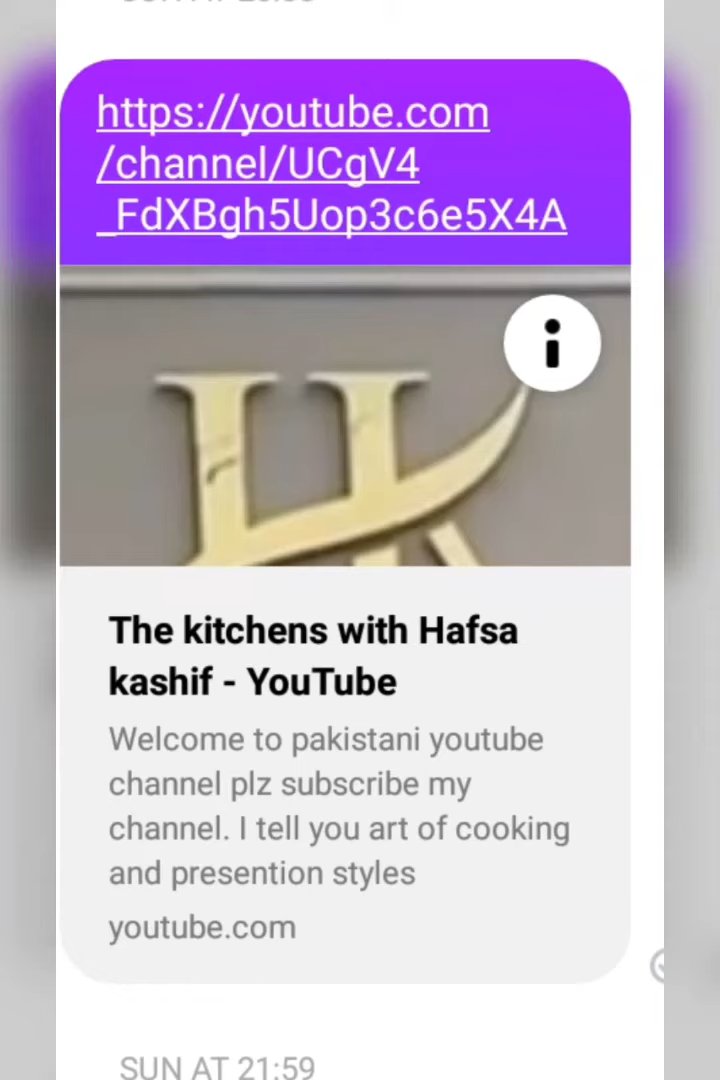 https://youtube.com
/channel/UCgV4
_FdXBgh5Uop3c6e5X4A
The kitchens with Hafsa
kashif - YouTube
Welcome to pakistani youtube
channel plz subscribe my
channel. I tell you art of cooking
and presention styles
youtube.com
SUN AT 21:59